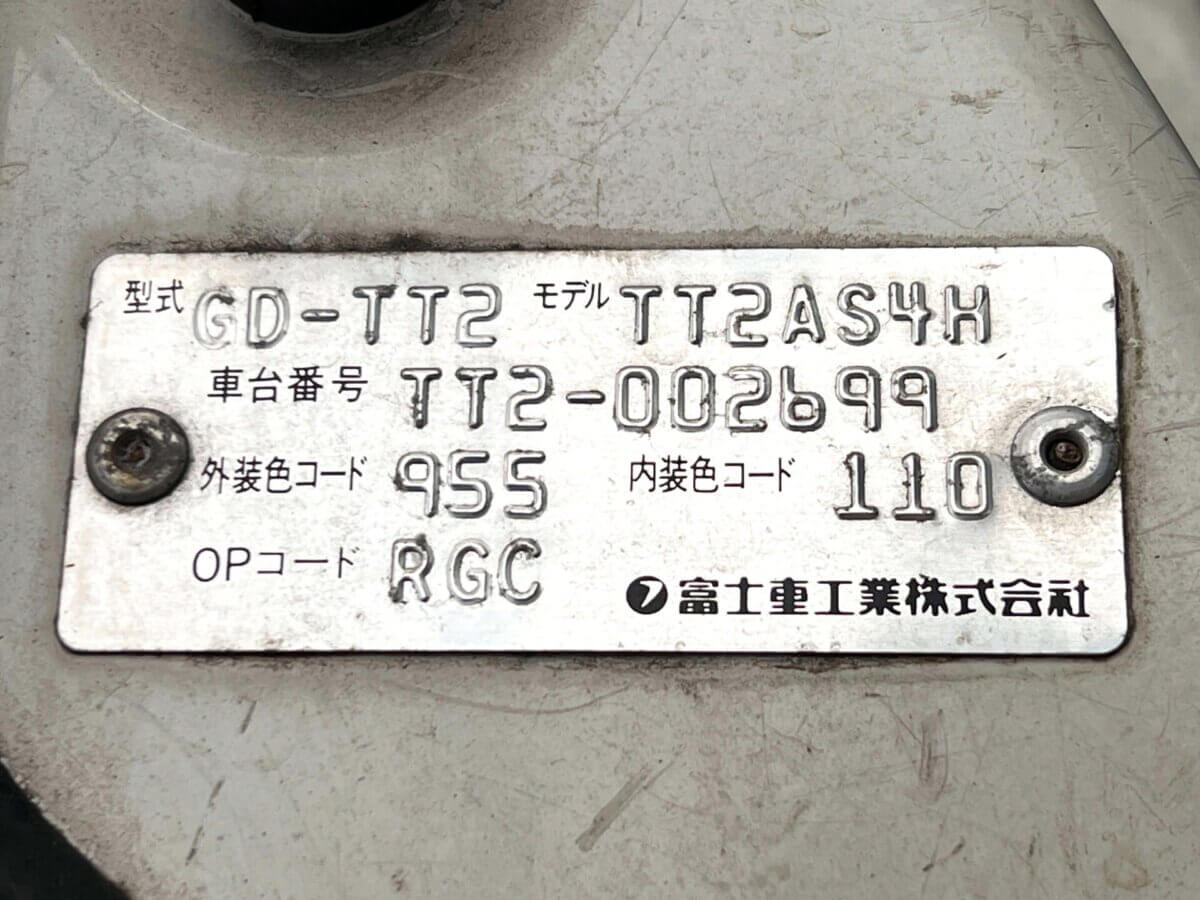 型式 GD-TT2 モデル TT2AS4H
車台番号 TT2-002699
外装色コード 955 内装色コード 110
OPコード RGC
フ 富士重工業株式会社